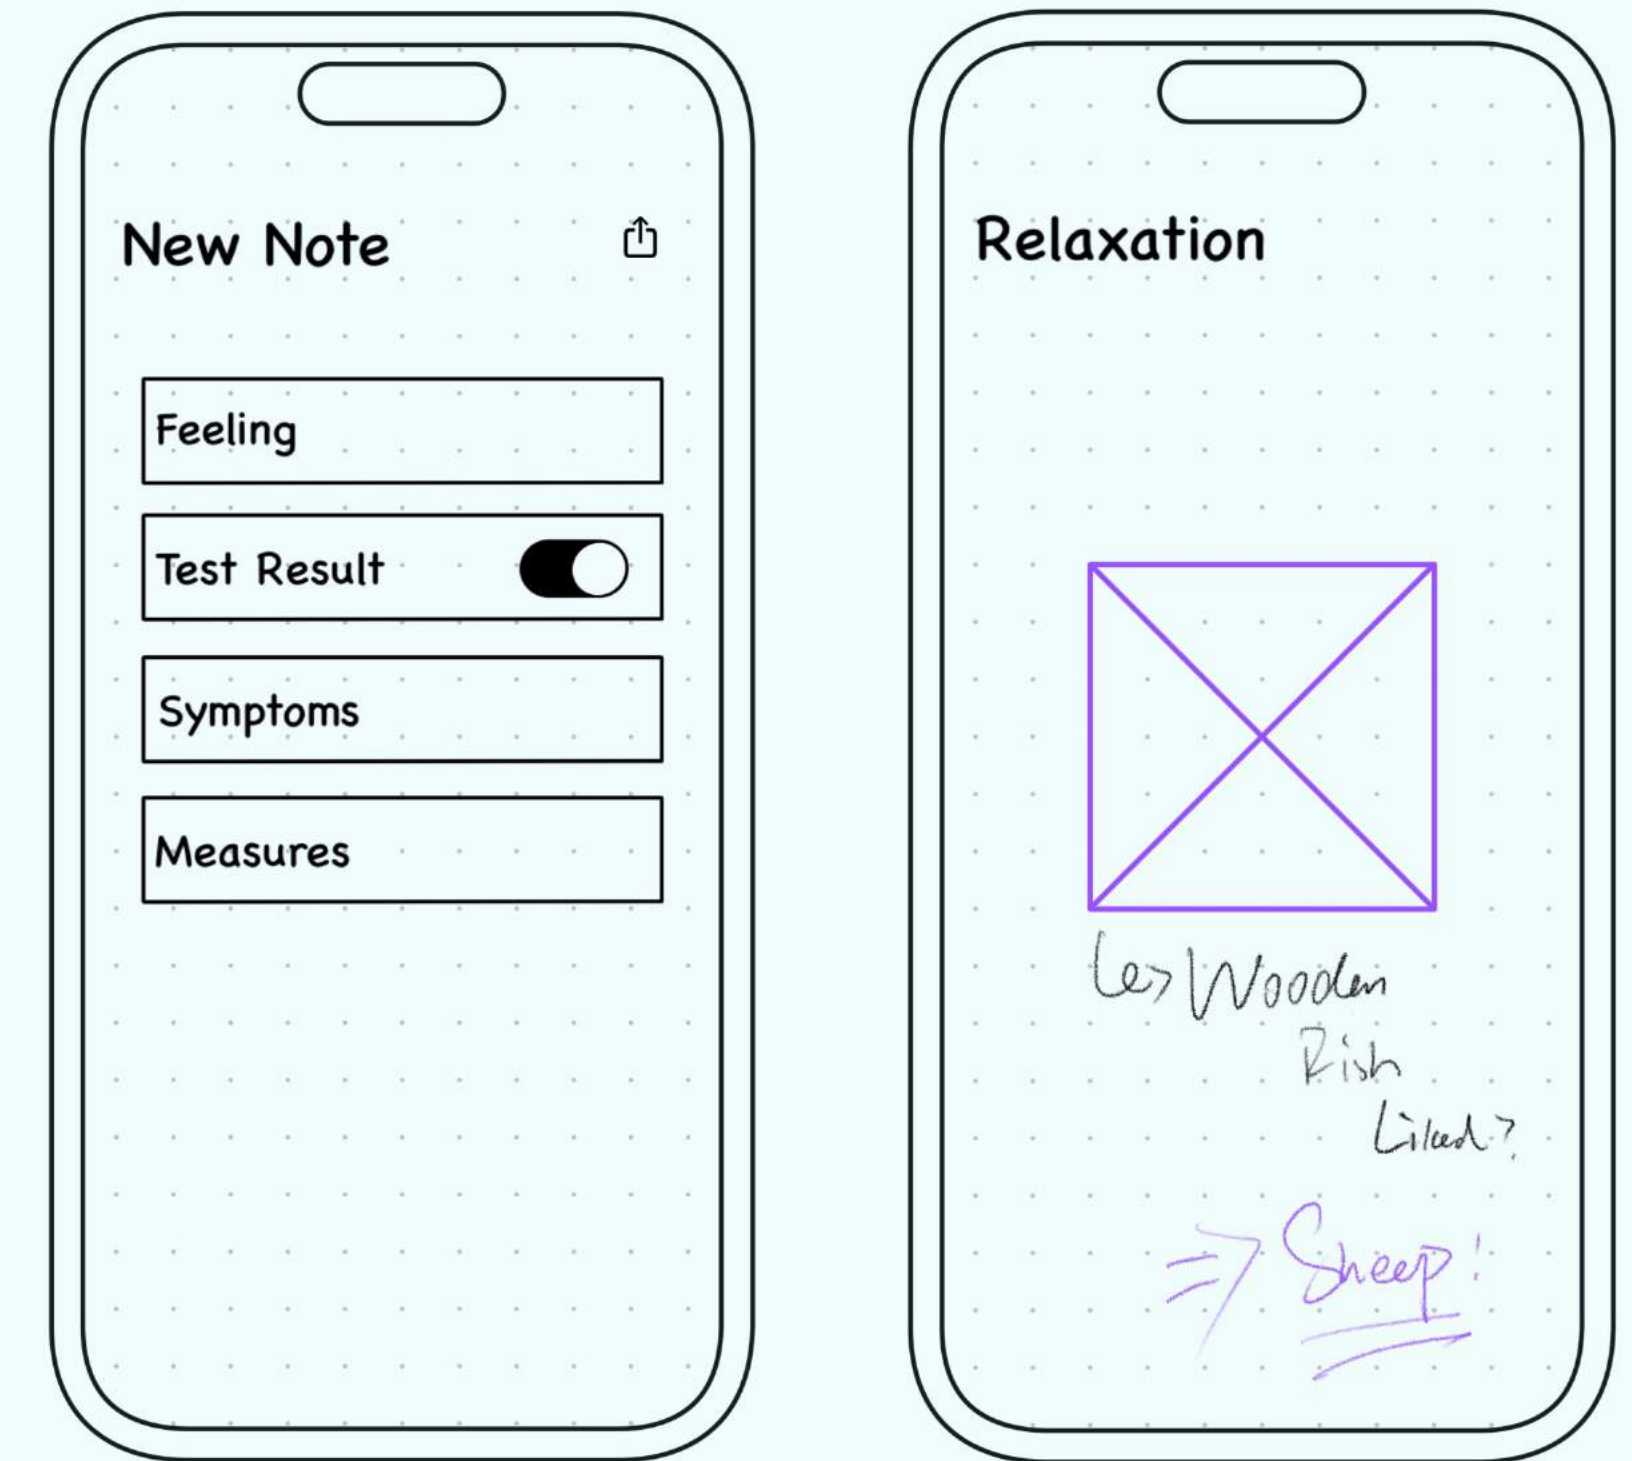 New Note
Feeling
Test Result
Symptoms
Measures
Relaxation
Wooden
Fish
Liked?
=> Sheep!